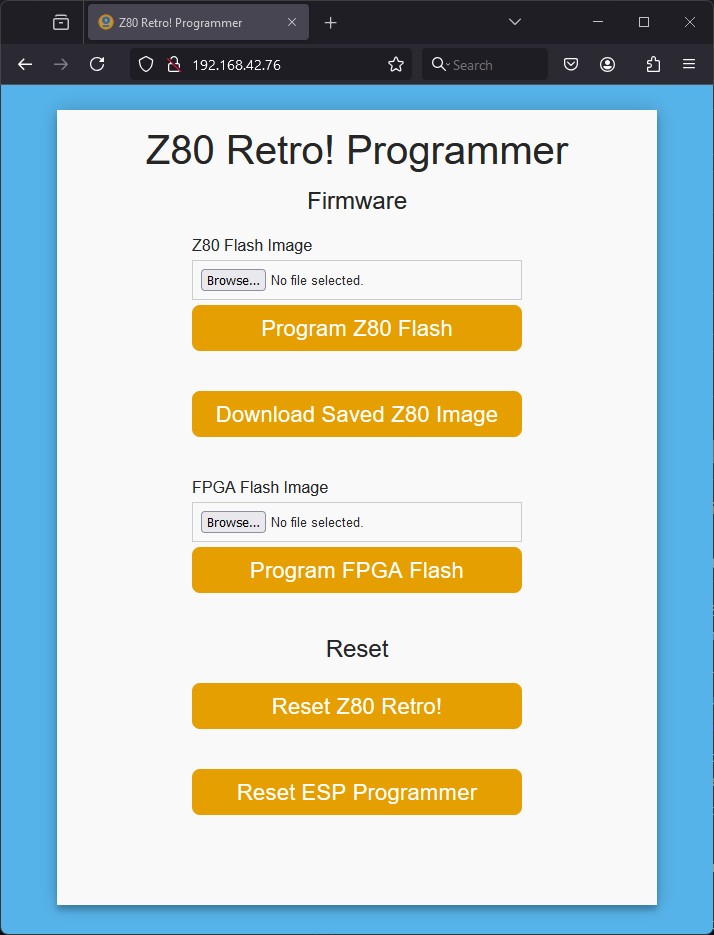 Z80 Retro! Programmer
192.168.42.76
Search
Z80 Retro! Programmer
Firmware
Z80 Flash Image
Browse... No file selected.
Program Z80 Flash
Download Saved Z80 Image
FPGA Flash Image
Browse... No file selected.
Program FPGA Flash
Reset
Reset Z80 Retro!
Reset ESP Programmer